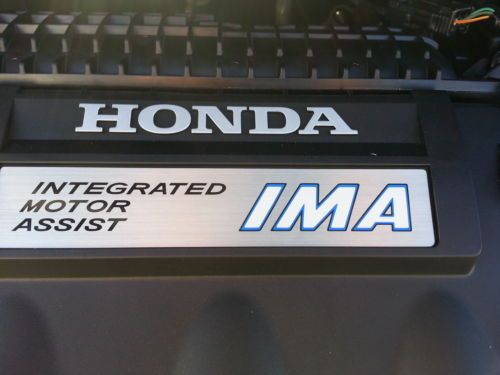 HONDA
INTEGRATED
MOTOR
ASSIST
IMA